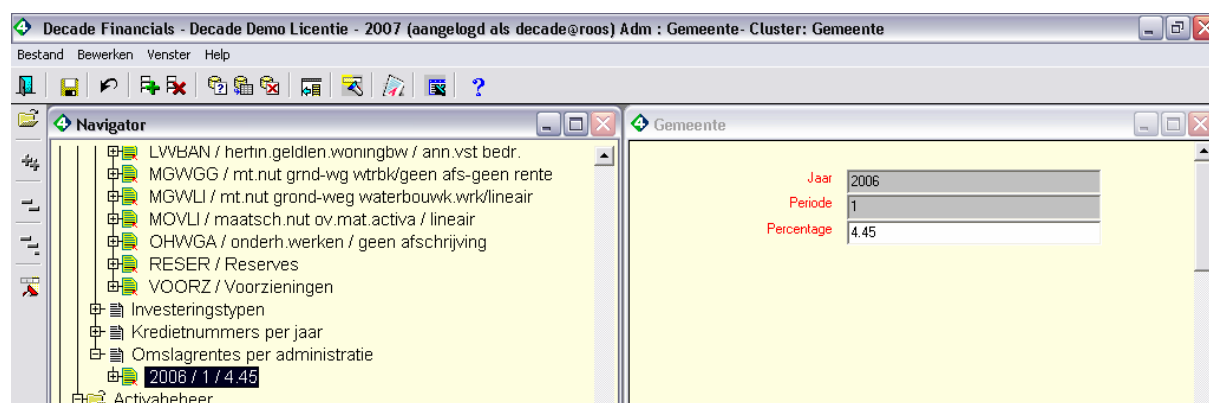 Decade Financials - Decade Demo Licentie - 2007 (aangelogd als decade@roos) Adm : Gemeente- Cluster: Gemeente
Bestand Bewerken Venster Help
Navigator
LWBAN / herfin.geldlen.woningbw / ann.vst bedr.
MGWGG / mt.nut grnd-wg wtrbk/geen afs-geen rente
MGWLI / mt.nut grond-weg waterbouwk.wrk/lineair
MOVLI / maatsch.nut ov.mat.activa / lineair
OHWGA / onderh.werken / geen afschrijving
RESER / Reserves
VOORZ / Voorzieningen
Investeringstypen
Kredietnummers per jaar
Omslagrentes per administratie
2006 / 1 / 4.45
Activabeheer
Gemeente
Jaar 2006
Periode 1
Percentage 4.45